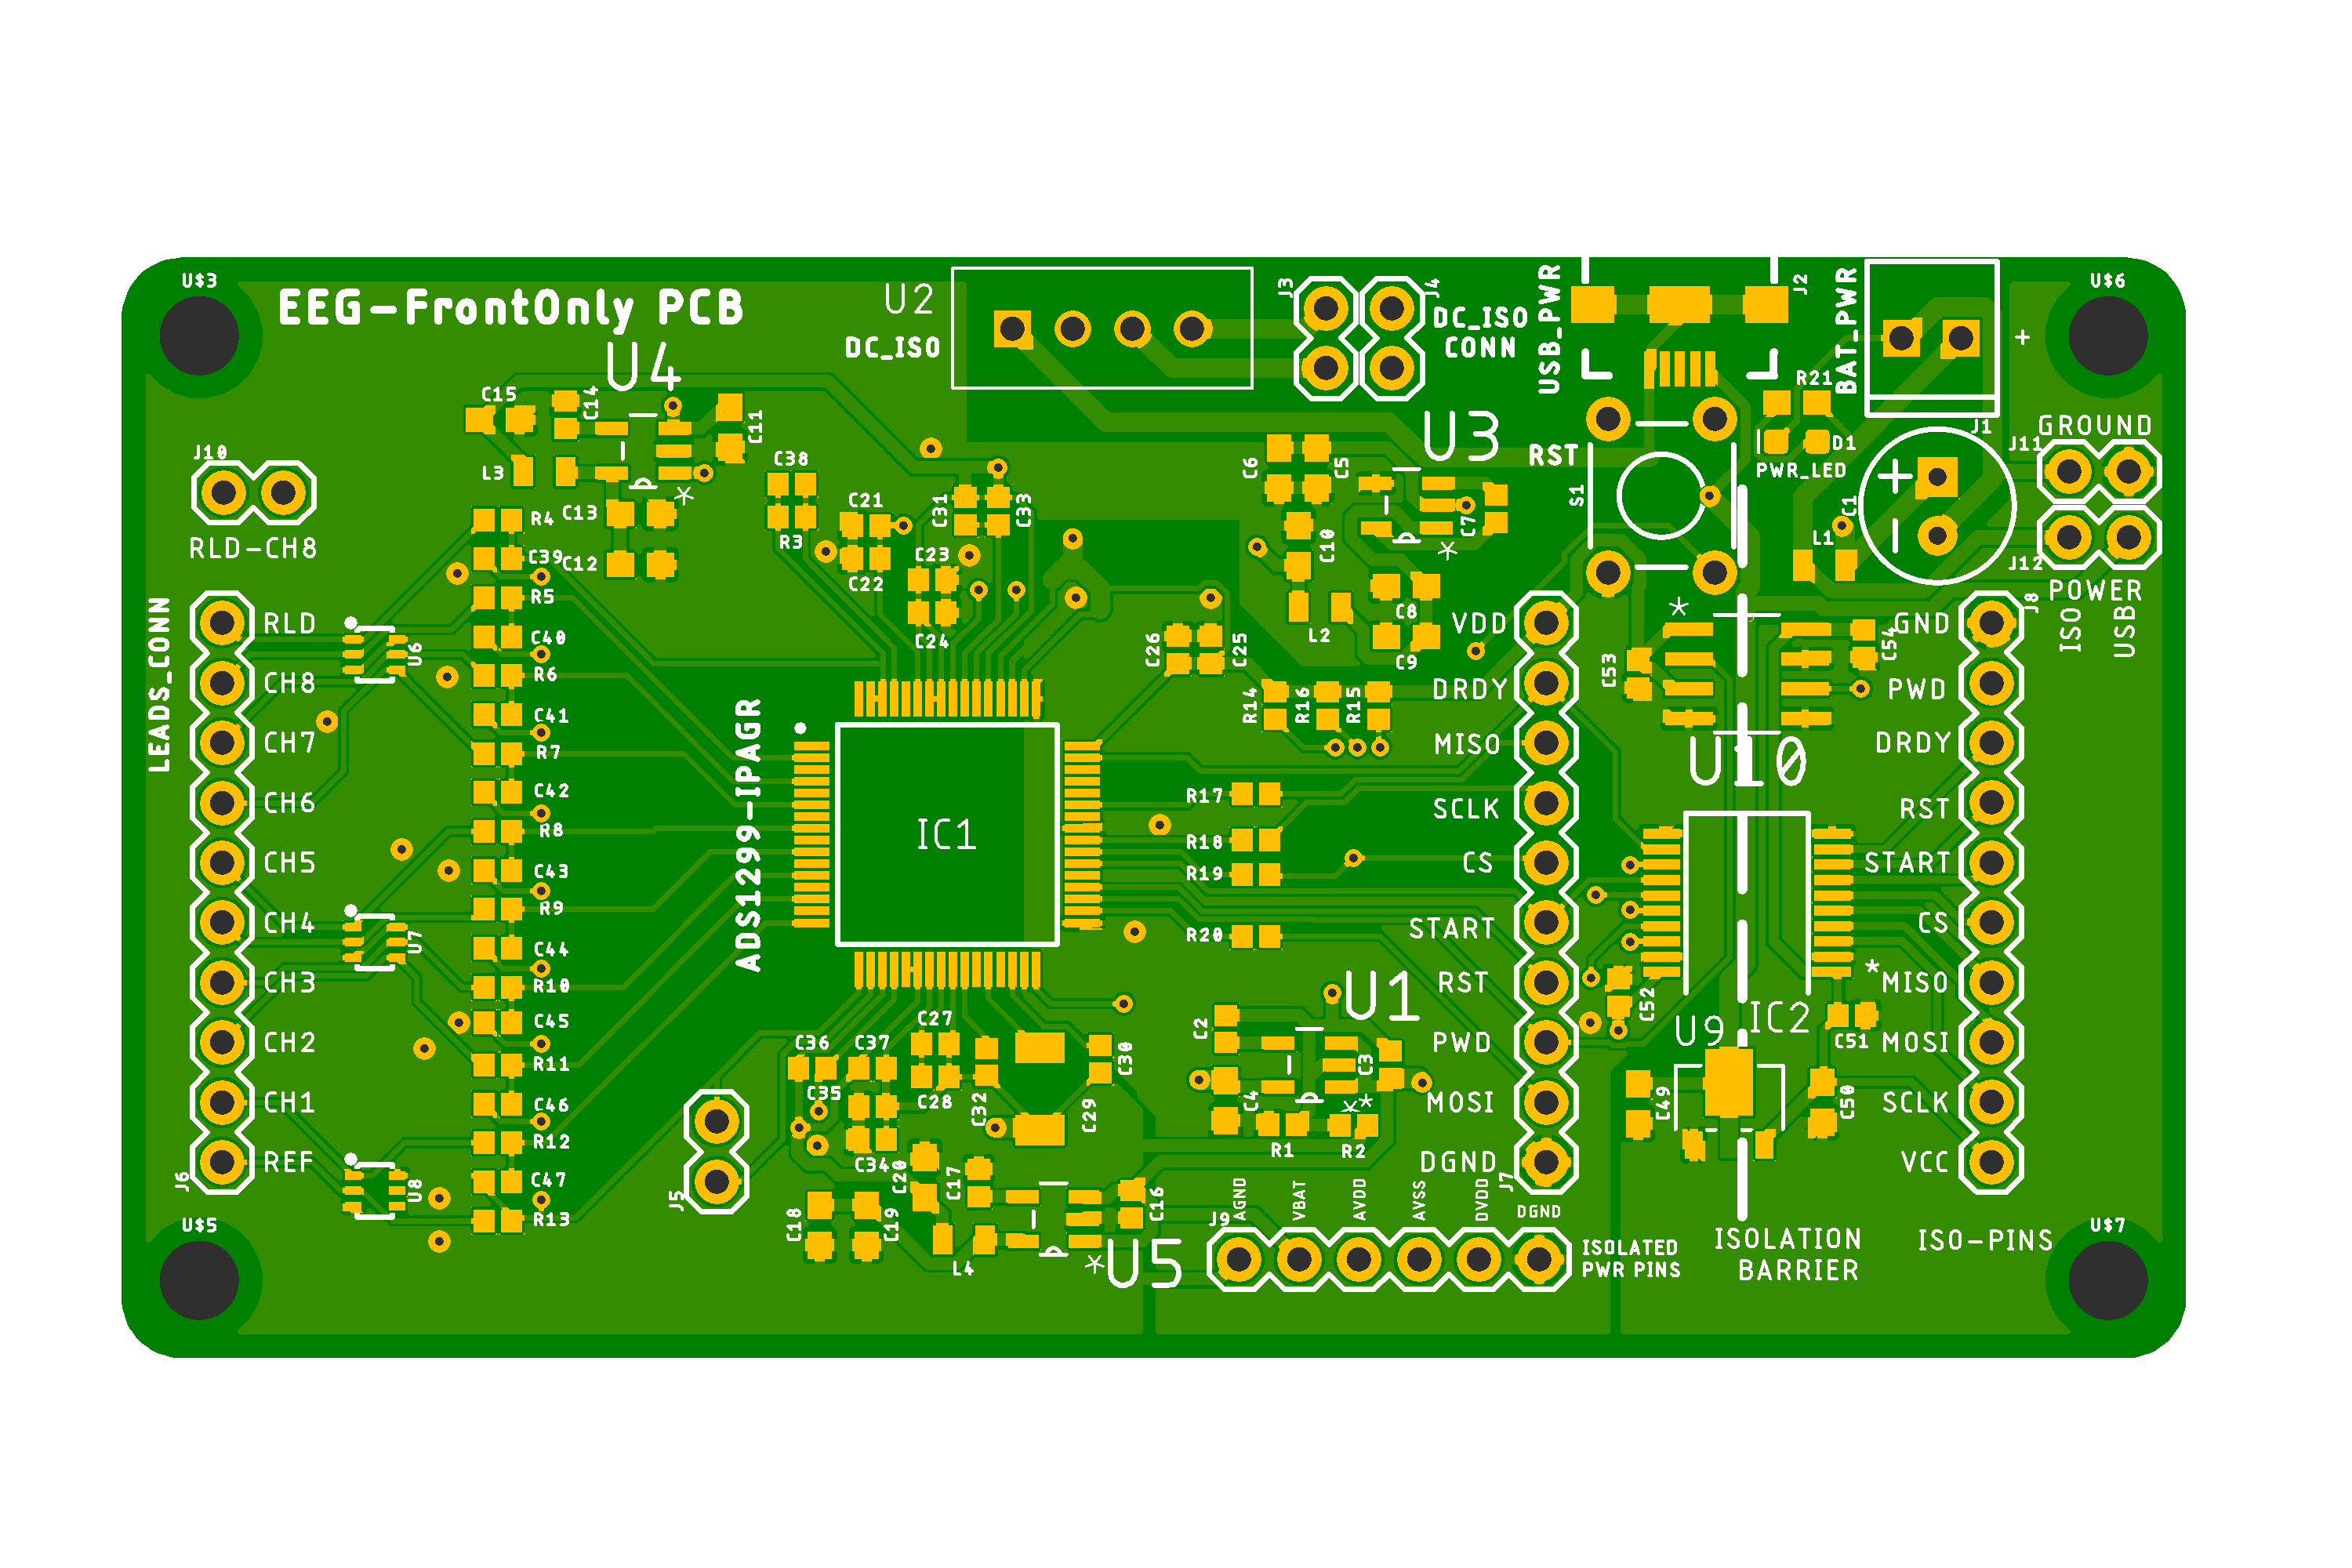 U$3
U$6
EEG-FrontOnly PCB
U2
DC_ISO
J3
J4
DC_ISO
CONN
USB_PWR
J2
BAT_PWR
+
U4
C15
C14
C11
R21
J1
GROUND
J11
U3
RST
D1
PWR_LED
J10
L3
C38
C6
C5
S1
C1
+
-
L1
J12
RLD-CH8
R4
C13
*
R3
C21
C31
C33
C7
*
C10
C39
C12
C22
C23
C24
C8
C9
L2
POWER
ISO
USB
R5
C40
R6
C41
R7
C42
R8
C43
R9
C44
R10
C45
R11
C46
R12
C47
R13
LEADS_CONN
RLD
CH8
CH7
CH6
CH5
CH4
CH3
CH2
CH1
REF
J6
U6
U7
U8
ADS1299-IPAGR
IC1
C26
C25
R14
R16
R15
R17
R18
R19
R20
VDD
DRDY
MISO
SCLK
CS
START
RST
PWD
MOSI
DGND
J7
*
C53
C54
U10
J8
GND
PWD
DRDY
RST
START
CS
*
MISO
MOSI
SCLK
VCC
C52
U9
IC2
C51
C49
C50
U1
C2
C3
C4
**
R1
R2
C36
C37
C27
C30
C35
C28
C32
C29
C34
C20
C17
C16
J5
C18
C19
L4
*
U5
J9
AGND
VBAT
AVDD
AVSS
DVDD
DGND
ISOLATED
PWR PINS
ISOLATION
BARRIER
ISO-PINS
U$5
U$7